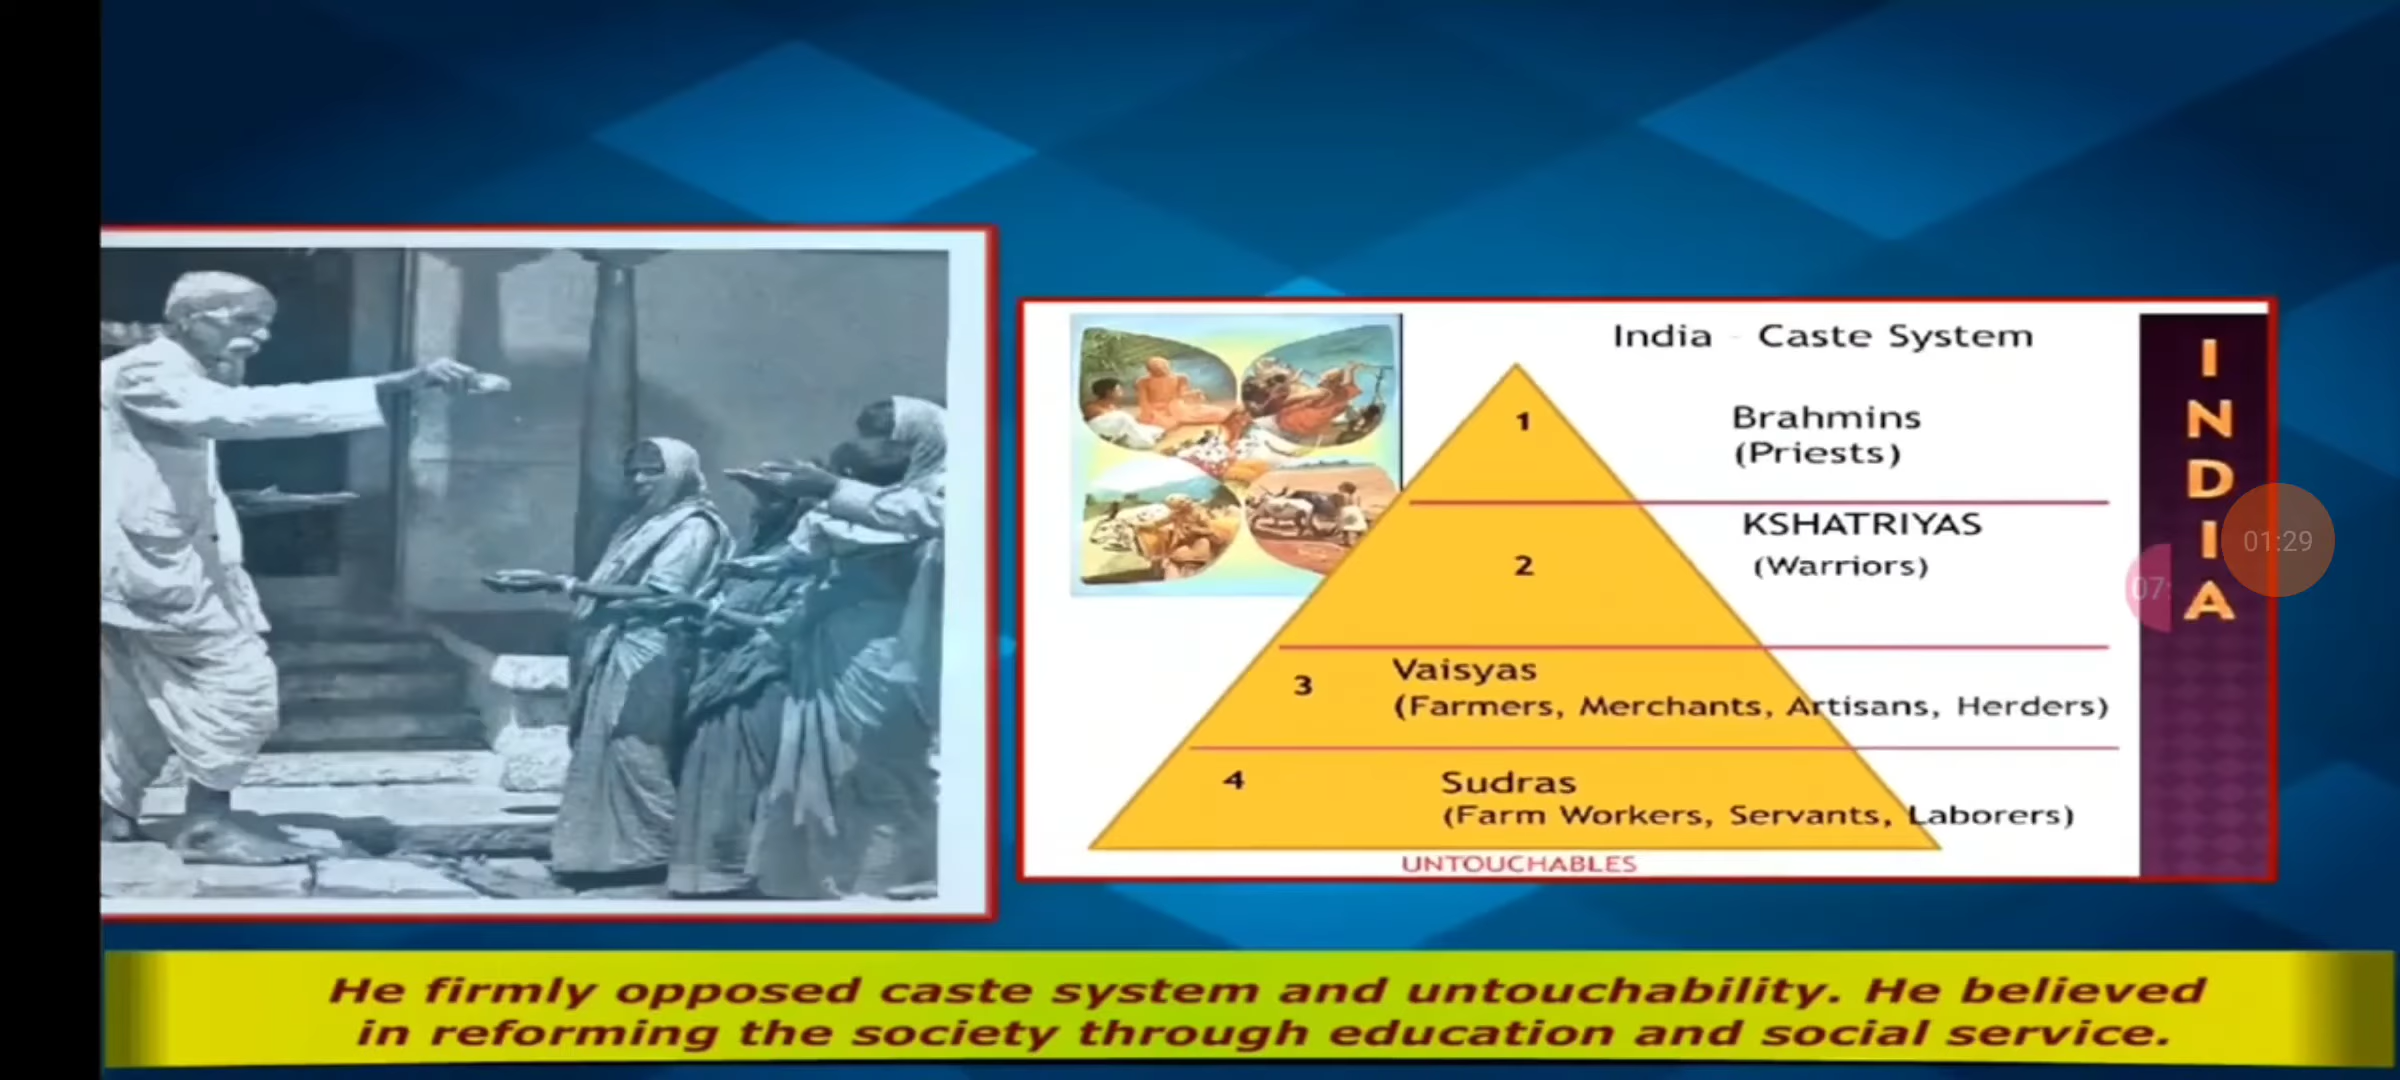 India - Caste System
1
Brahmins
(Priests)
2
KSHATRIYAS
(Warriors)
3
Vaisyas
(Farmers, Merchants, Artisans, Herders)
4
Sudras
(Farm Workers, Servants, Laborers)
UNTOUCHABLES
INDIA
01:29
07:
He firmly opposed caste system and untouchability. He believed
in reforming the society through education and social service.